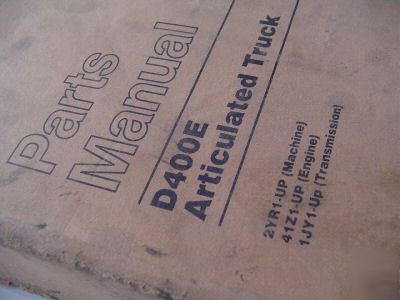 Parts
Manual
D400E
Articulated Truck
2YR1-UP (Machine)
41Z1-UP (Engine)
1JY1-Up (Transmission)